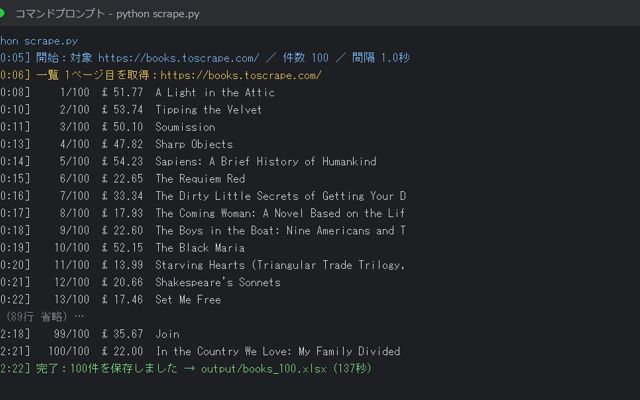 コマンドプロンプト - python scrape.py
hon scrape.py
0:05] 開始：対象 https://books.toscrape.com/ ／ 件数 100 ／ 間隔 1.0秒
0:06] 一覧 1ページ目を取得：https://books.toscrape.com/
0:08] 1/100 £ 51.77 A Light in the Attic
0:10] 2/100 £ 53.74 Tipping the Velvet
0:11] 3/100 £ 50.10 Soumission
0:13] 4/100 £ 47.82 Sharp Objects
0:14] 5/100 £ 54.23 Sapiens: A Brief History of Humankind
0:15] 6/100 £ 22.65 The Requiem Red
0:16] 7/100 £ 33.34 The Dirty Little Secrets of Getting Your D
0:17] 8/100 £ 17.93 The Coming Woman: A Novel Based on the Lif
0:18] 9/100 £ 22.60 The Boys in the Boat: Nine Americans and T
0:19] 10/100 £ 52.15 The Black Maria
0:20] 11/100 £ 13.99 Starving Hearts (Triangular Trade Trilogy,
0:21] 12/100 £ 20.66 Shakespeare's Sonnets
0:22] 13/100 £ 17.46 Set Me Free
(89行 省略) …
2:18] 99/100 £ 35.67 Join
2:21] 100/100 £ 22.00 In the Country We Love: My Family Divided
2:22] 完了：100件を保存しました → output/books_100.xlsx (137秒)